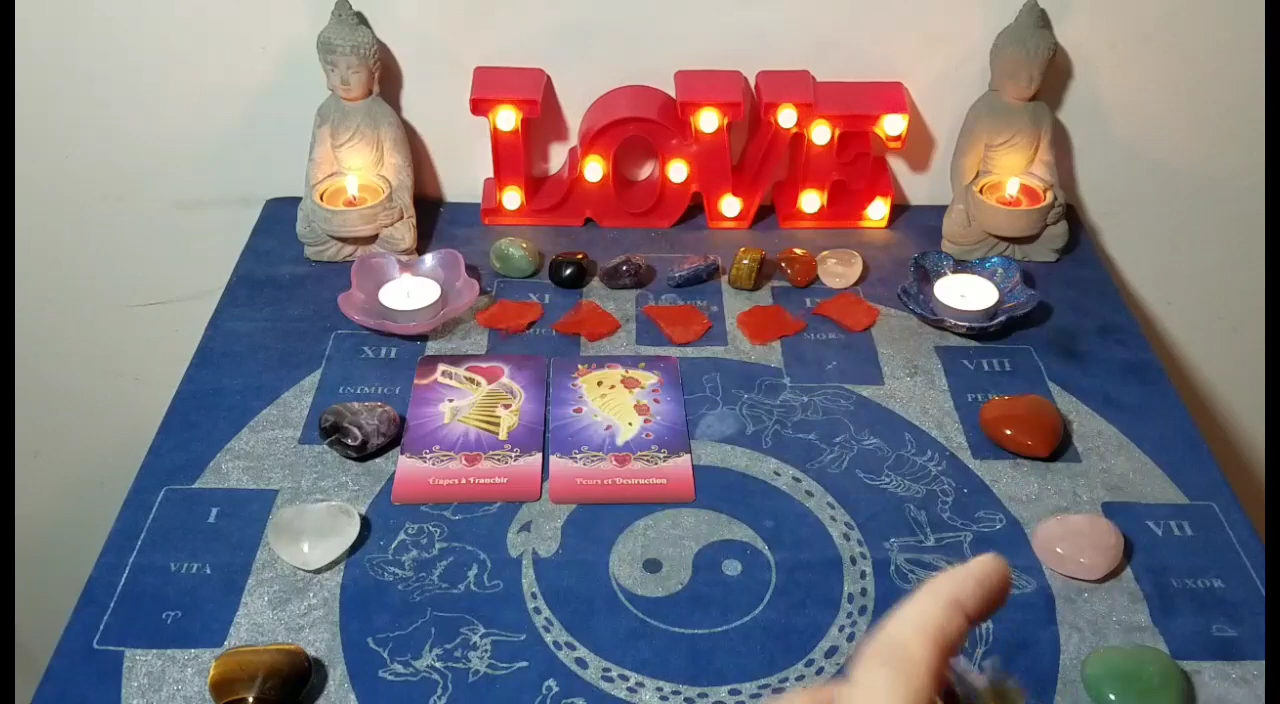 LOVE
XI
XII
INIMICI
VIII
MORS
Étapes à Franchir
Peurs et Destruction
I
VITA
VII
UXOR